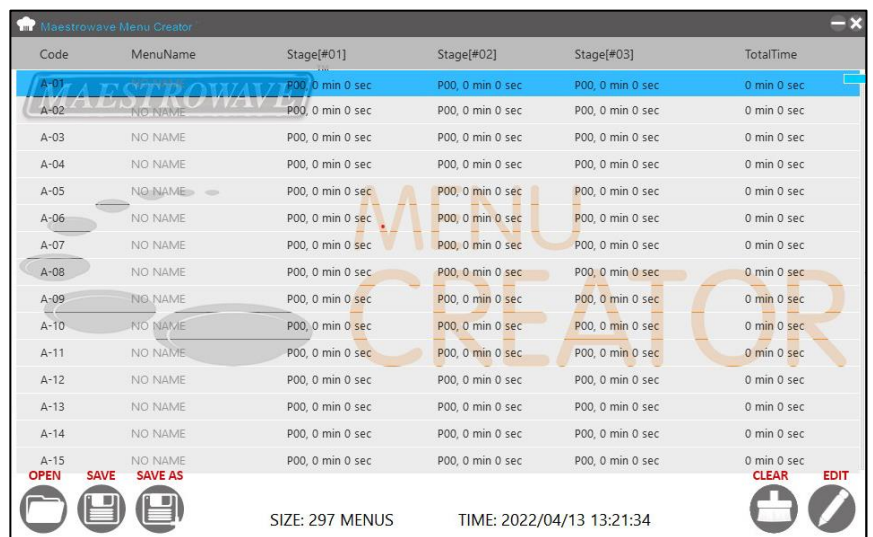 Maestrowave Menu Creator
Code MenuName Stage[#01] Stage[#02] Stage[#03] TotalTime
A-01 NO NAME P00, 0 min 0 sec P00, 0 min 0 sec P00, 0 min 0 sec 0 min 0 sec
MAESTROWAVE
A-02 NO NAME P00, 0 min 0 sec P00, 0 min 0 sec P00, 0 min 0 sec 0 min 0 sec
A-03 NO NAME P00, 0 min 0 sec P00, 0 min 0 sec P00, 0 min 0 sec 0 min 0 sec
A-04 NO NAME P00, 0 min 0 sec P00, 0 min 0 sec P00, 0 min 0 sec 0 min 0 sec
A-05 NO NAME P00, 0 min 0 sec P00, 0 min 0 sec P00, 0 min 0 sec 0 min 0 sec
MENU
A-06 NO NAME P00, 0 min 0 sec P00, 0 min 0 sec P00, 0 min 0 sec 0 min 0 sec
A-07 NO NAME P00, 0 min 0 sec P00, 0 min 0 sec P00, 0 min 0 sec 0 min 0 sec
A-08 NO NAME P00, 0 min 0 sec P00, 0 min 0 sec P00, 0 min 0 sec 0 min 0 sec
A-09 NO NAME P00, 0 min 0 sec P00, 0 min 0 sec P00, 0 min 0 sec 0 min 0 sec
CREATOR
A-10 NO NAME P00, 0 min 0 sec P00, 0 min 0 sec P00, 0 min 0 sec 0 min 0 sec
A-11 NO NAME P00, 0 min 0 sec P00, 0 min 0 sec P00, 0 min 0 sec 0 min 0 sec
A-12 NO NAME P00, 0 min 0 sec P00, 0 min 0 sec P00, 0 min 0 sec 0 min 0 sec
A-13 NO NAME P00, 0 min 0 sec P00, 0 min 0 sec P00, 0 min 0 sec 0 min 0 sec
A-14 NO NAME P00, 0 min 0 sec P00, 0 min 0 sec P00, 0 min 0 sec 0 min 0 sec
A-15 NO NAME P00, 0 min 0 sec P00, 0 min 0 sec P00, 0 min 0 sec 0 min 0 sec
OPEN SAVE SAVE AS CLEAR EDIT
SIZE: 297 MENUS TIME: 2022/04/13 13:21:34